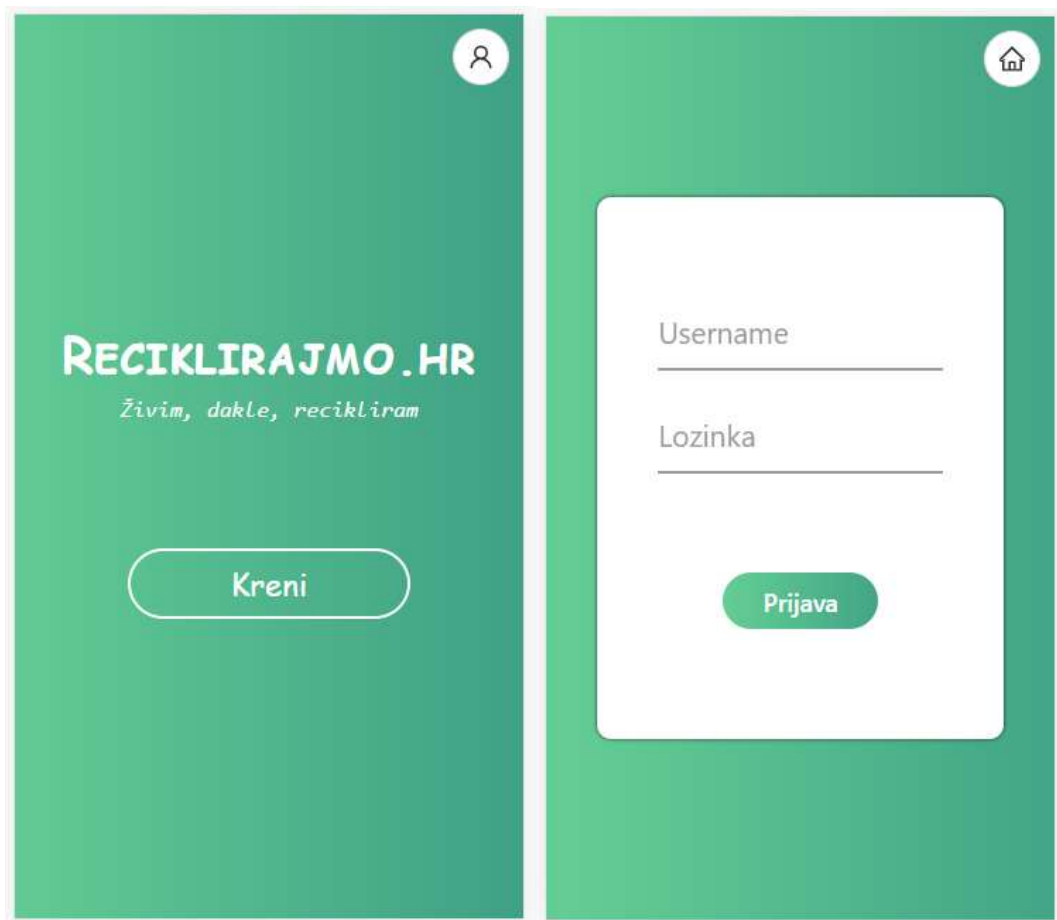 RECIKLIRAJMO.HR
Živim, dakle, recikliram
Kreni
Username
Lozinka
Prijava